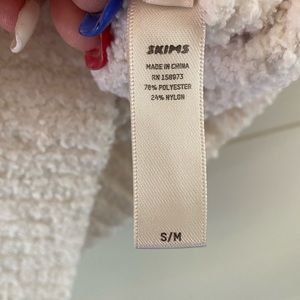 SKIMS
MADE IN CHINA
RN 158973
76% POLYESTER
24% NYLON
S/M